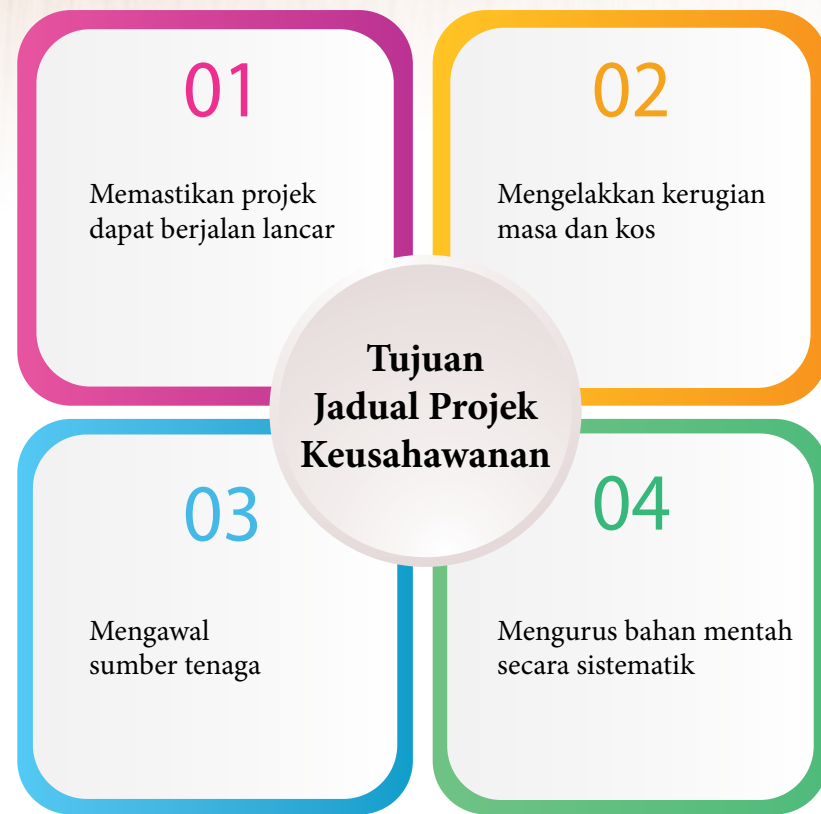 01
Memastikan projek
dapat berjalan lancar
02
Mengelakkan kerugian
masa dan kos
Tujuan
Jadual Projek
Keusahawanan
03
Mengawal
sumber tenaga
04
Mengurus bahan mentah
secara sistematik